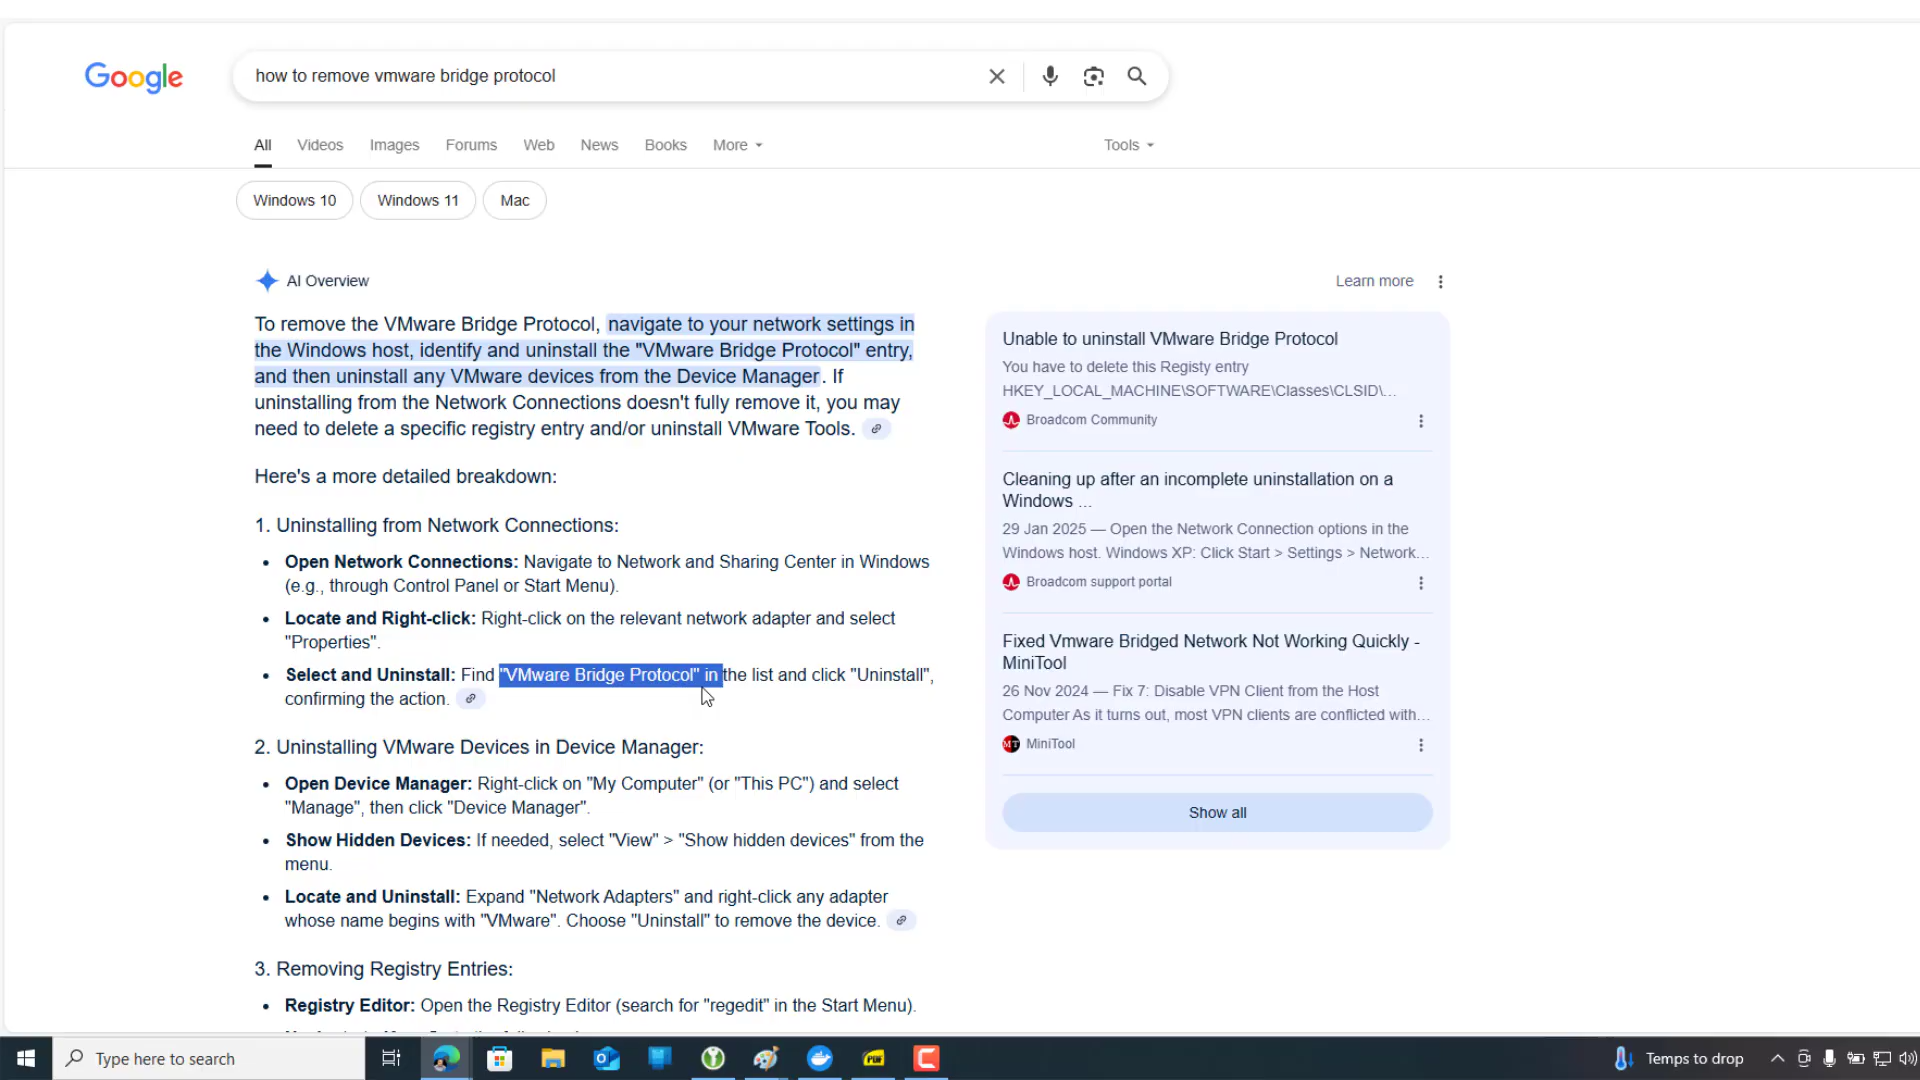 Google
how to remove vmware bridge protocol
All Videos Images Forums Web News Books More Tools
Windows 10 Windows 11 Mac
AI Overview
To remove the VMware Bridge Protocol, navigate to your network settings in
the Windows host, identify and uninstall the "VMware Bridge Protocol" entry,
and then uninstall any VMware devices from the Device Manager. If
uninstalling from the Network Connections doesn't fully remove it, you may
need to delete a specific registry entry and/or uninstall VMware Tools.
Here's a more detailed breakdown:
1. Uninstalling from Network Connections:
• Open Network Connections: Navigate to Network and Sharing Center in Windows
(e.g., through Control Panel or Start Menu).
• Locate and Right-click: Right-click on the relevant network adapter and select
"Properties".
• Select and Uninstall: Find "VMware Bridge Protocol" in the list and click "Uninstall",
confirming the action.
2. Uninstalling VMware Devices in Device Manager:
• Open Device Manager: Right-click on "My Computer" (or "This PC") and select
"Manage", then click "Device Manager".
• Show Hidden Devices: If needed, select "View" > "Show hidden devices" from the
menu.
• Locate and Uninstall: Expand "Network Adapters" and right-click any adapter
whose name begins with "VMware". Choose "Uninstall" to remove the device.
3. Removing Registry Entries:
• Registry Editor: Open the Registry Editor (search for "regedit" in the Start Menu).
Learn more
Unable to uninstall VMware Bridge Protocol
You have to delete this Registy entry
HKEY_LOCAL_MACHINE\SOFTWARE\Classes\CLSID\...
Broadcom Community
Cleaning up after an incomplete uninstallation on a
Windows ...
29 Jan 2025 — Open the Network Connection options in the
Windows host. Windows XP: Click Start > Settings > Network...
Broadcom support portal
Fixed Vmware Bridged Network Not Working Quickly -
MiniTool
26 Nov 2024 — Fix 7: Disable VPN Client from the Host
Computer As it turns out, most VPN clients are conflicted with...
MT MiniTool
Show all
Type here to search
PDF
Temps to drop